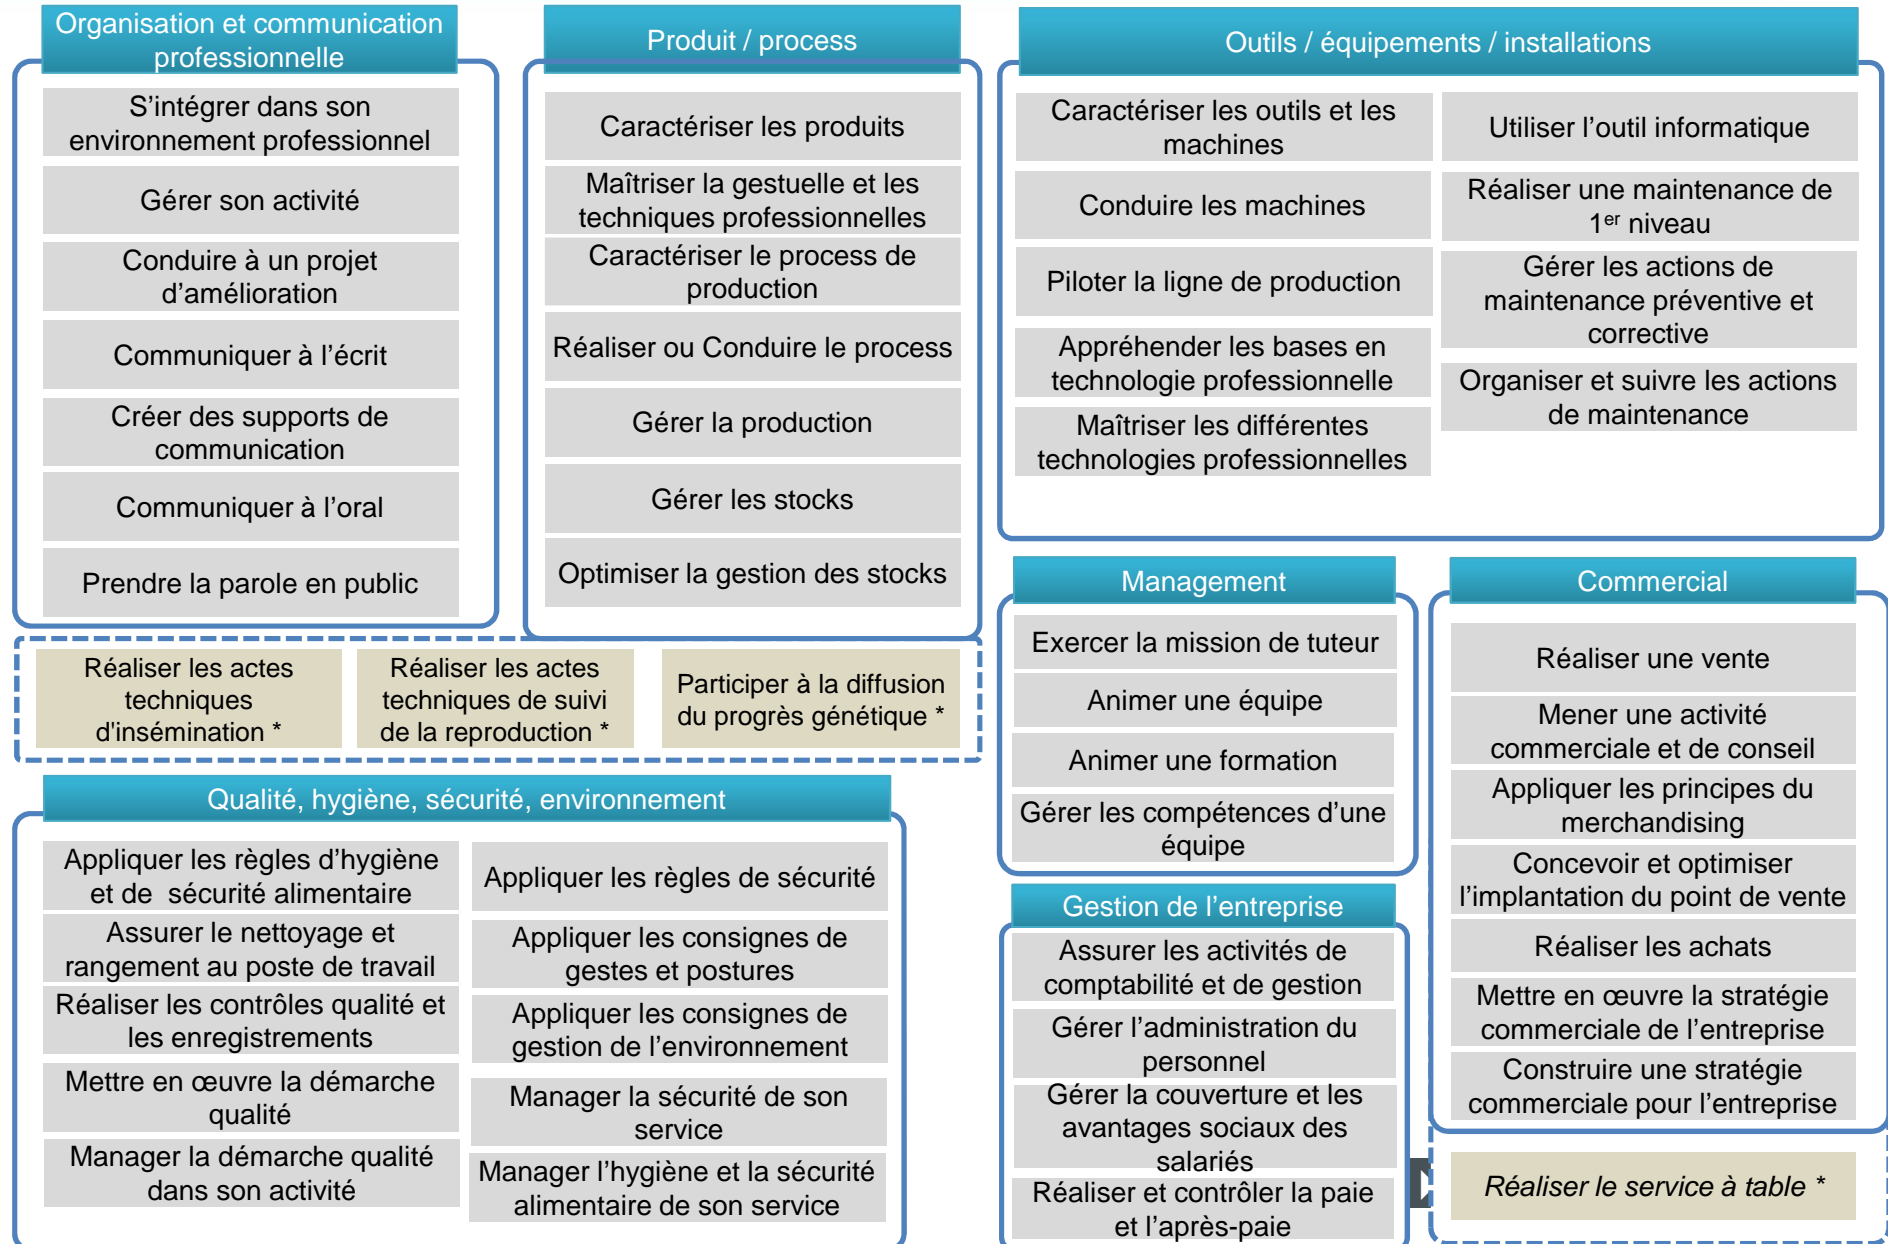 Organisation et communication
professionnelle
S’intégrer dans son
environnement professionnel
Gérer son activité
Conduire à un projet
d’amélioration
Communiquer à l’écrit
Créer des supports de
communication
Communiquer à l’oral
Prendre la parole en public
Produit / process
Caractériser les produits
Maîtriser la gestuelle et les
techniques professionnelles
Caractériser le process de
production
Réaliser ou Conduire le process
Gérer la production
Gérer les stocks
Optimiser la gestion des stocks
Outils / équipements / installations
Caractériser les outils et les
machines
Conduire les machines
Piloter la ligne de production
Appréhender les bases en
technologie professionnelle
Maîtriser les différentes
technologies professionnelles
Utiliser l’outil informatique
Réaliser une maintenance de
1er niveau
Gérer les actions de
maintenance préventive et
corrective
Organiser et suivre les actions
de maintenance
Réaliser les actes
techniques
d'insémination *
Réaliser les actes
techniques de suivi
de la reproduction *
Participer à la diffusion
du progrès génétique *
Qualité, hygiène, sécurité, environnement
Appliquer les règles d’hygiène
et de  sécurité alimentaire
Assurer le nettoyage et
rangement au poste de travail
Réaliser les contrôles qualité et
les enregistrements
Mettre en œuvre la démarche
qualité
Manager la démarche qualité
dans son activité
Appliquer les règles de sécurité
Appliquer les consignes de
gestes et postures
Appliquer les consignes de
gestion de l’environnement
Manager la sécurité de son
service
Manager l’hygiène et la sécurité
alimentaire de son service
Management
Exercer la mission de tuteur
Animer une équipe
Animer une formation
Gérer les compétences d’une
équipe
Gestion de l’entreprise
Assurer les activités de
comptabilité et de gestion
Gérer l’administration du
personnel
Gérer la couverture et les
avantages sociaux des
salariés
Réaliser et contrôler la paie
et l’après-paie
Commercial
Réaliser une vente
Mener une activité
commerciale et de conseil
Appliquer les principes du
merchandising
Concevoir et optimiser
l’implantation du point de vente
Réaliser les achats
Mettre en œuvre la stratégie
commerciale de l’entreprise
Construire une stratégie
commerciale pour l’entreprise
Réaliser le service à table *